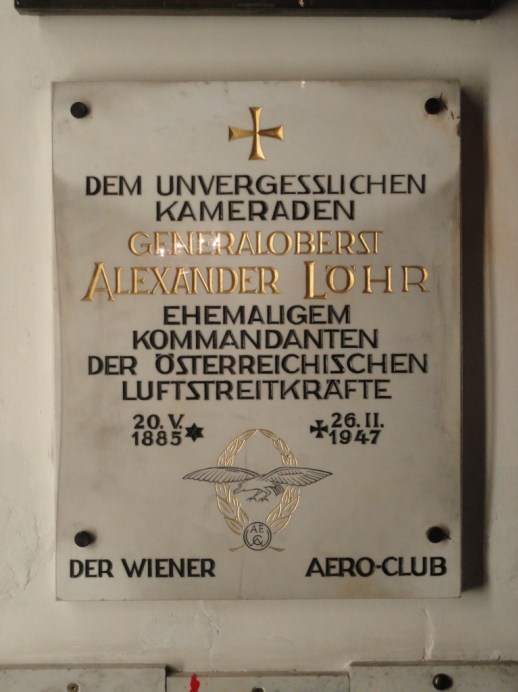 DEM UNVERGESSLICHEN
KAMERADEN
GENERALOBERST
ALEXANDER LÖHR
EHEMALIGEM
KOMMANDANTEN
DER ÖSTERREICHISCHEN
LUFTSTREITKRÄFTE
20. V. 26. II.
1885 1947
AE
C
DER WIENER AERO-CLUB